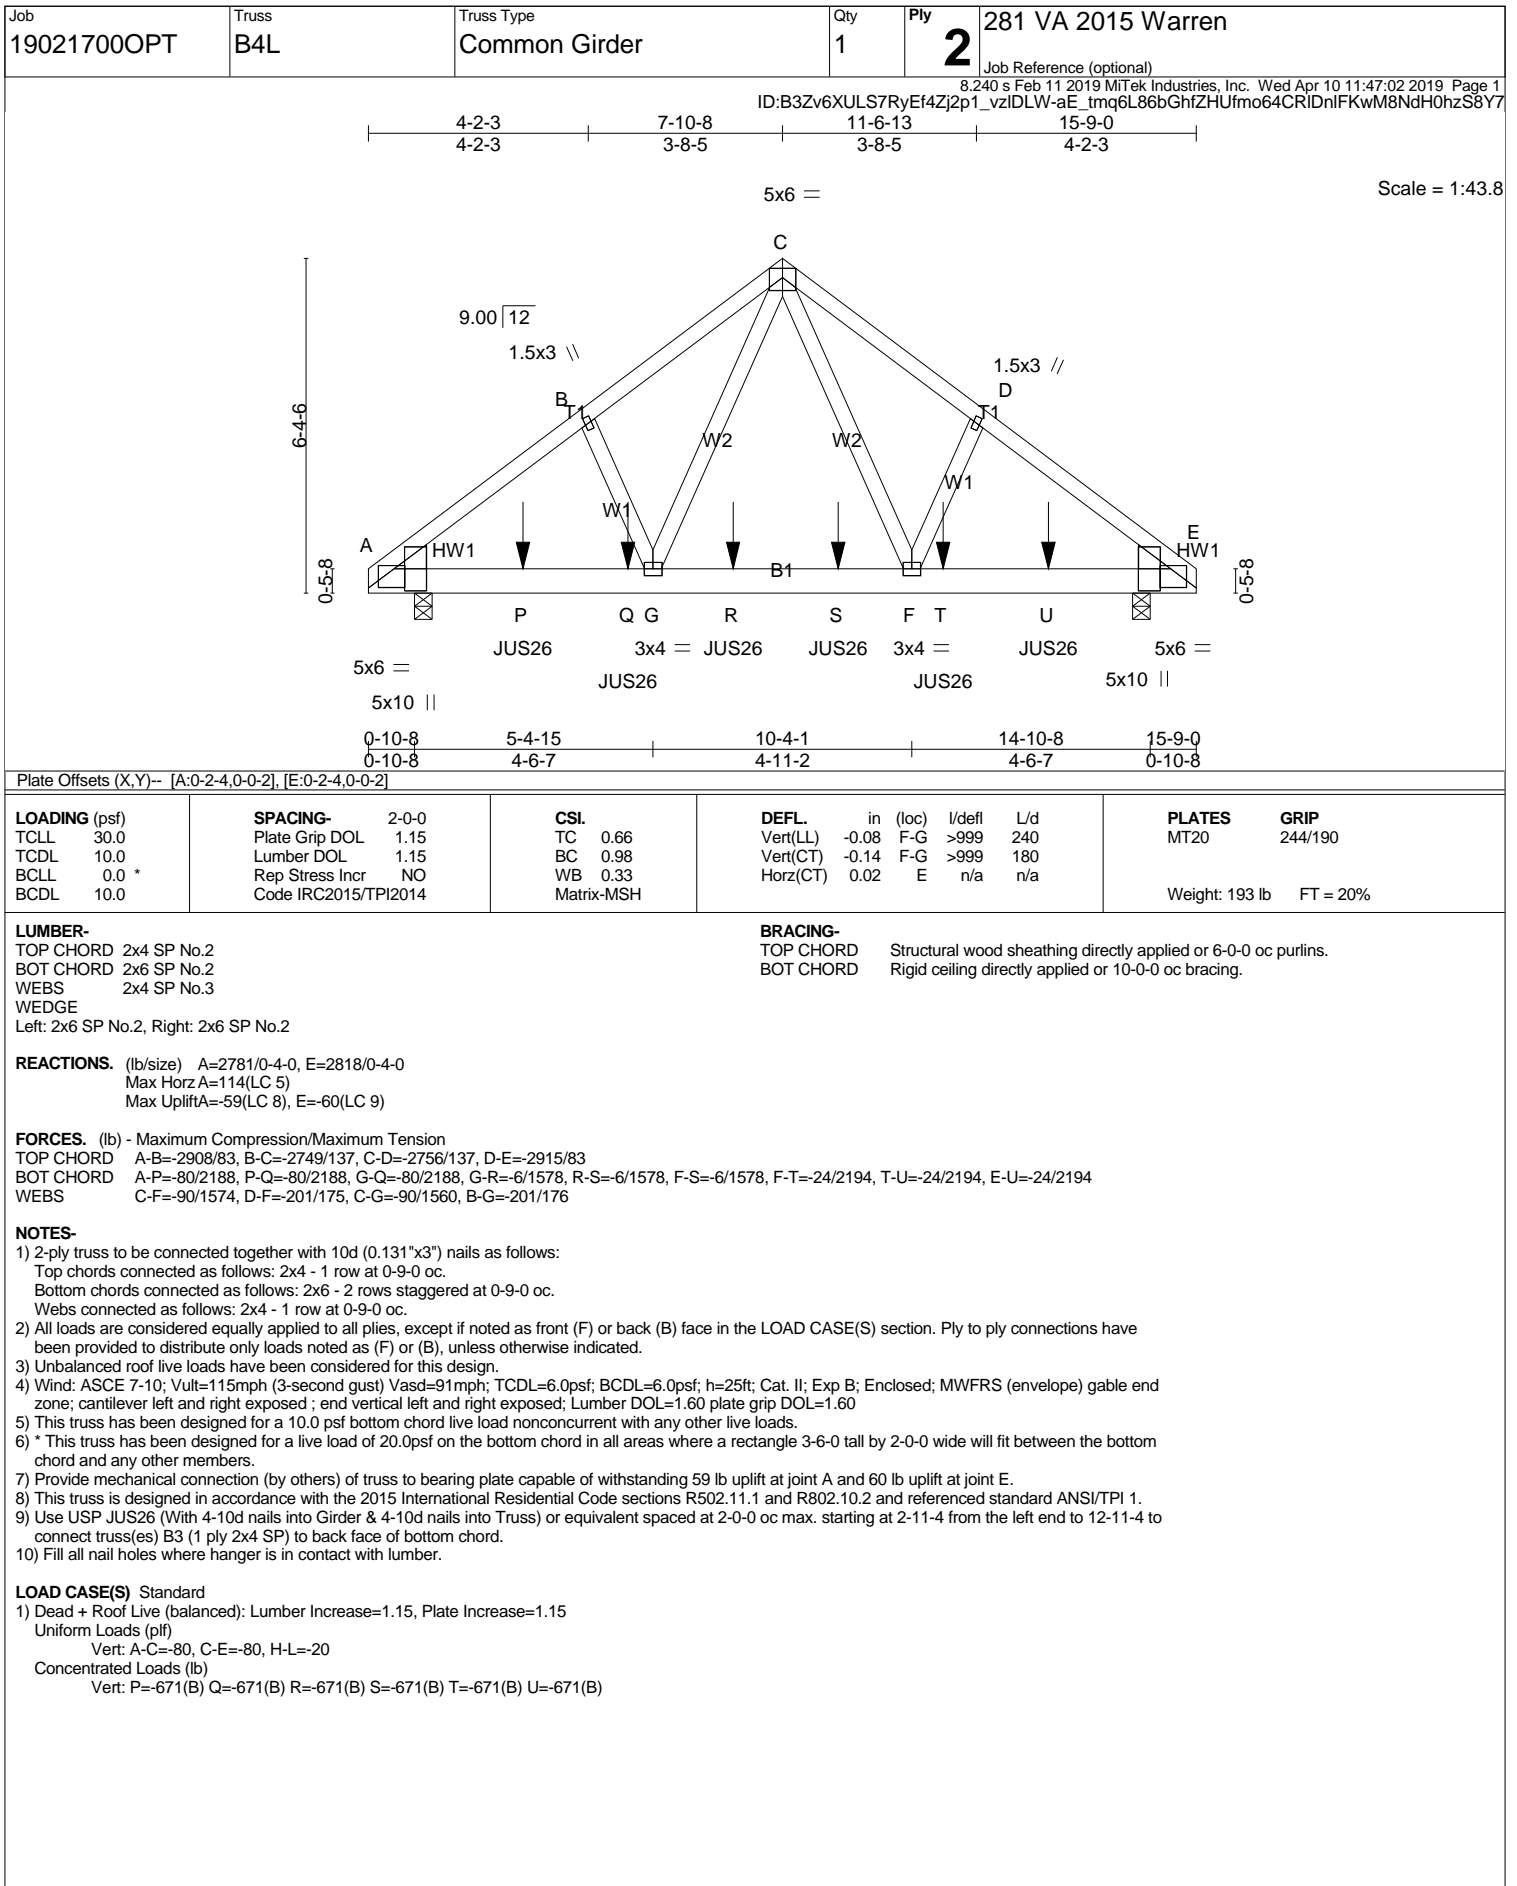 Job
19021700OPT
Truss
B4L
Truss Type
Common Girder
Qty
1
Ply
2
281 VA 2015 Warren
Job Reference (optional)
8.240 s Feb 11 2019 MiTek Industries, Inc. Wed Apr 10 11:47:02 2019 Page 1
ID:B3Zv6XULS7RyEf4Zj2p1_vzIDLW-aE_tmq6L86bGhfZHUfmo64CRlDnlFKwM8NdH0hzS8Y7
4-2-3 7-10-8 11-6-13 15-9-0
4-2-3 3-8-5 3-8-5 4-2-3
Scale = 1:43.8
5x6 =
C
9.00 12
1.5x3 \\
1.5x3 //
B
D
T1
T1
6-4-6
W2
W2
W1
W1
A
E
HW1
HW1
B1
0-5-8
0-5-8
P Q G R S F T U
JUS26 3x4 = JUS26 JUS26 3x4 = JUS26 5x6 =
5x6 =
JUS26 JUS26 5x10 ||
5x10 ||
0-10-8 5-4-15 10-4-1 14-10-8 15-9-0
0-10-8 4-6-7 4-11-2 4-6-7 0-10-8
Plate Offsets (X,Y)-- [A:0-2-4,0-0-2], [E:0-2-4,0-0-2]
LOADING (psf)
TCLL 30.0
TCDL 10.0
BCLL 0.0 *
BCDL 10.0
SPACING- 2-0-0
Plate Grip DOL 1.15
Lumber DOL 1.15
Rep Stress Incr NO
Code IRC2015/TPI2014
CSI.
TC 0.66
BC 0.98
WB 0.33
Matrix-MSH
DEFL. in (loc) l/defl L/d
Vert(LL) -0.08 F-G >999 240
Vert(CT) -0.14 F-G >999 180
Horz(CT) 0.02 E n/a n/a
PLATES GRIP
MT20 244/190
Weight: 193 lb FT = 20%
LUMBER-
TOP CHORD 2x4 SP No.2
BOT CHORD 2x6 SP No.2
WEBS 2x4 SP No.3
WEDGE
Left: 2x6 SP No.2, Right: 2x6 SP No.2
BRACING-
TOP CHORD Structural wood sheathing directly applied or 6-0-0 oc purlins.
BOT CHORD Rigid ceiling directly applied or 10-0-0 oc bracing.
REACTIONS. (lb/size) A=2781/0-4-0, E=2818/0-4-0
Max Horz A=114(LC 5)
Max UpliftA=-59(LC 8), E=-60(LC 9)
FORCES. (lb) - Maximum Compression/Maximum Tension
TOP CHORD A-B=-2908/83, B-C=-2749/137, C-D=-2756/137, D-E=-2915/83
BOT CHORD A-P=-80/2188, P-Q=-80/2188, G-Q=-80/2188, G-R=-6/1578, R-S=-6/1578, F-S=-6/1578, F-T=-24/2194, T-U=-24/2194, E-U=-24/2194
WEBS C-F=-90/1574, D-F=-201/175, C-G=-90/1560, B-G=-201/176
NOTES-
1) 2-ply truss to be connected together with 10d (0.131"x3") nails as follows:
Top chords connected as follows: 2x4 - 1 row at 0-9-0 oc.
Bottom chords connected as follows: 2x6 - 2 rows staggered at 0-9-0 oc.
Webs connected as follows: 2x4 - 1 row at 0-9-0 oc.
2) All loads are considered equally applied to all plies, except if noted as front (F) or back (B) face in the LOAD CASE(S) section. Ply to ply connections have
been provided to distribute only loads noted as (F) or (B), unless otherwise indicated.
3) Unbalanced roof live loads have been considered for this design.
4) Wind: ASCE 7-10; Vult=115mph (3-second gust) Vasd=91mph; TCDL=6.0psf; BCDL=6.0psf; h=25ft; Cat. II; Exp B; Enclosed; MWFRS (envelope) gable end
zone; cantilever left and right exposed ; end vertical left and right exposed; Lumber DOL=1.60 plate grip DOL=1.60
5) This truss has been designed for a 10.0 psf bottom chord live load nonconcurrent with any other live loads.
6) * This truss has been designed for a live load of 20.0psf on the bottom chord in all areas where a rectangle 3-6-0 tall by 2-0-0 wide will fit between the bottom
chord and any other members.
7) Provide mechanical connection (by others) of truss to bearing plate capable of withstanding 59 lb uplift at joint A and 60 lb uplift at joint E.
8) This truss is designed in accordance with the 2015 International Residential Code sections R502.11.1 and R802.10.2 and referenced standard ANSI/TPI 1.
9) Use USP JUS26 (With 4-10d nails into Girder & 4-10d nails into Truss) or equivalent spaced at 2-0-0 oc max. starting at 2-11-4 from the left end to 12-11-4 to
connect truss(es) B3 (1 ply 2x4 SP) to back face of bottom chord.
10) Fill all nail holes where hanger is in contact with lumber.
LOAD CASE(S) Standard
1) Dead + Roof Live (balanced): Lumber Increase=1.15, Plate Increase=1.15
Uniform Loads (plf)
Vert: A-C=-80, C-E=-80, H-L=-20
Concentrated Loads (lb)
Vert: P=-671(B) Q=-671(B) R=-671(B) S=-671(B) T=-671(B) U=-671(B)